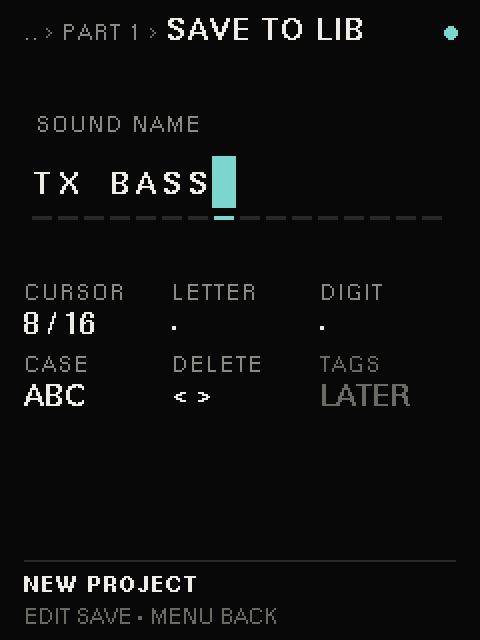 .. > PART 1 > SAVE TO LIB
SOUND NAME
TX BASS
CURSOR LETTER DIGIT
8 / 16 . .
CASE DELETE TAGS
ABC < > LATER
NEW PROJECT
EDIT SAVE • MENU BACK